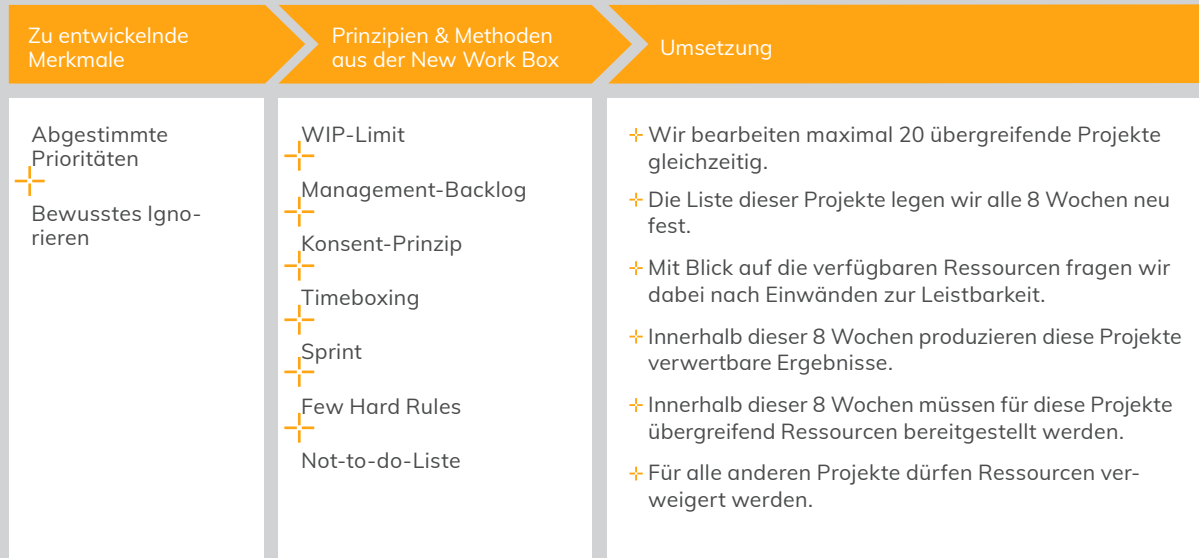 Zu entwickelnde
Merkmale
Prinzipien & Methoden
aus der New Work Box
Umsetzung
Abgestimmte
Prioritäten
Bewusstes Igno-
rieren
WIP-Limit
Management-Backlog
Konsent-Prinzip
Timeboxing
Sprint
Few Hard Rules
Not-to-do-Liste
Wir bearbeiten maximal 20 übergreifende Projekte
gleichzeitig.
Die Liste dieser Projekte legen wir alle 8 Wochen neu
fest.
Mit Blick auf die verfügbaren Ressourcen fragen wir
dabei nach Einwänden zur Leistbarkeit.
Innerhalb dieser 8 Wochen produzieren diese Projekte
verwertbare Ergebnisse.
Innerhalb dieser 8 Wochen müssen für diese Projekte
übergreifend Ressourcen bereitgestellt werden.
Für alle anderen Projekte dürfen Ressourcen ver-
weigert werden.